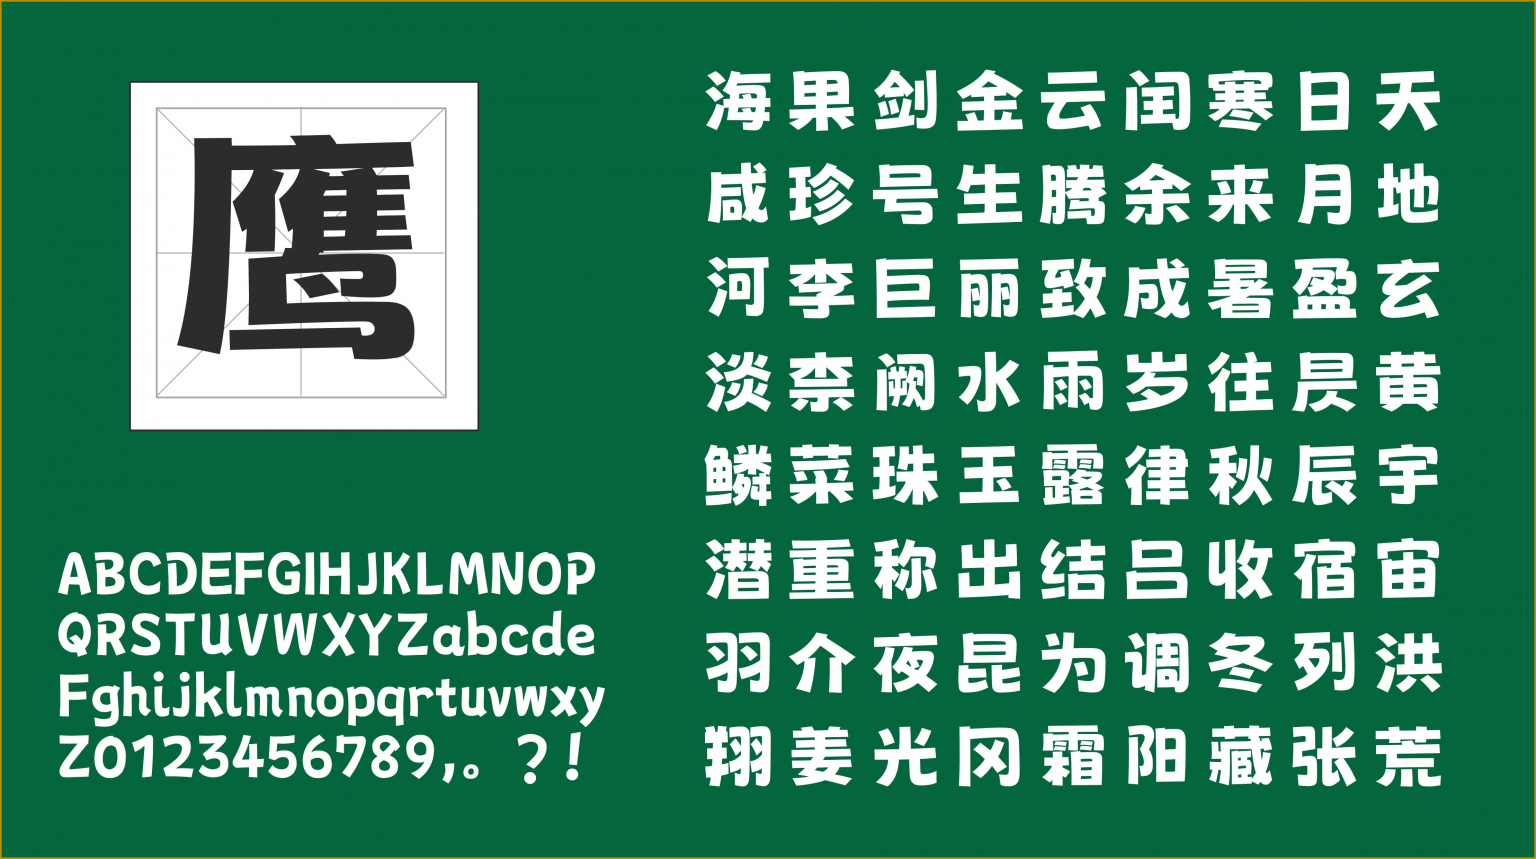 鹰
ABCDEFGIHJKLMNOP
QRSTUVWXYZabcde
Fghijklmnopqrtuvwxy
Z0123456789,。？！
天地玄黄宇宙洪荒
日月盈昃辰宿列张
寒来暑往秋收冬藏
闰余成岁律吕调阳
云腾致雨露结为霜
金生丽水玉出昆冈
剑号巨阙珠称夜光
果珍李柰菜重介姜
海咸河淡鳞潜羽翔